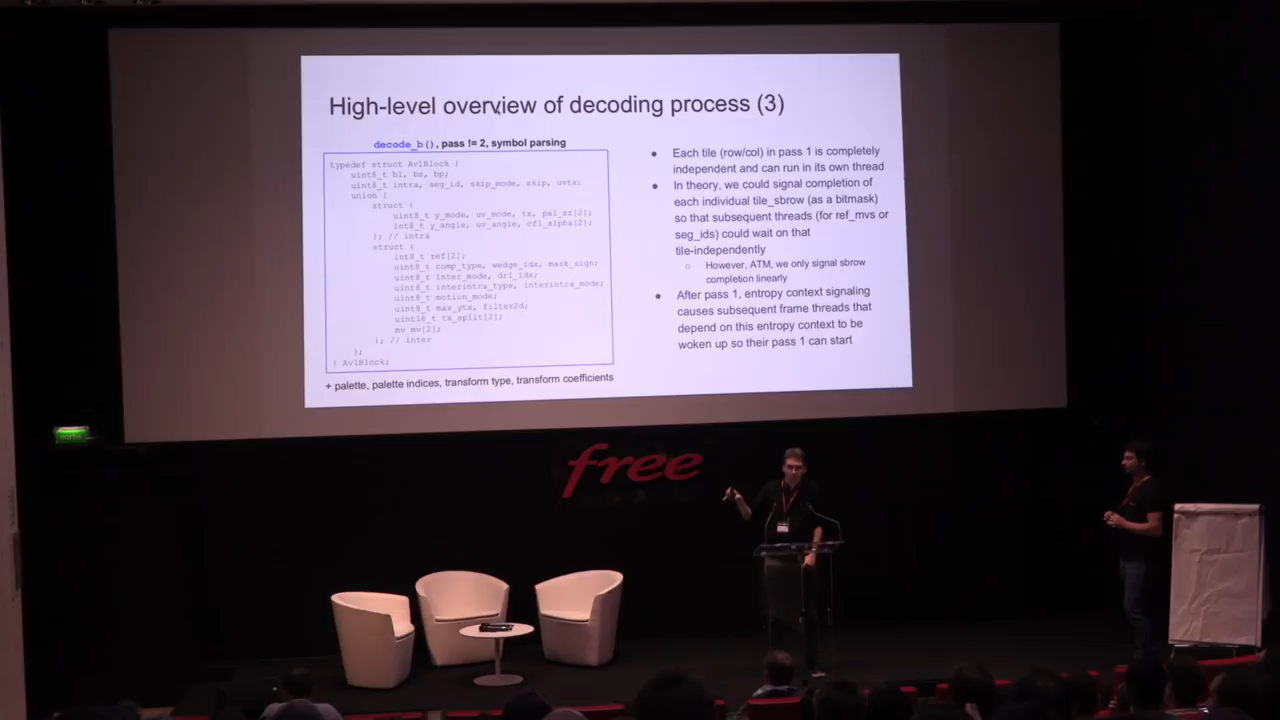 High-level overview of decoding process (3)
decode_b(), pass != 2, symbol parsing
typedef struct Av1Block {
uint8_t bl, bs, bp;
uint8_t intra, seg_id, skip_mode, skip, uvtx;
union {
struct {
uint8_t y_mode, uv_mode, tx, pal_sz[2];
int8_t y_angle, uv_angle, cfl_alpha[2];
}; // intra
struct {
int8_t ref[2];
uint8_t comp_type, wedge_idx, mask_sign;
uint8_t inter_mode, drl_idx;
uint8_t interintra_type, interintra_mode;
uint8_t motion_mode;
uint8_t max_ytx, filter2d;
uint16_t tx_split[2];
mv mv[2];
}; // inter
};
} Av1Block;
+ palette, palette indices, transform type, transform coefficients
● Each tile (row/col) in pass 1 is completely
independent and can run in its own thread
● In theory, we could signal completion of
each individual tile_sbrow (as a bitmask)
so that subsequent threads (for ref_mvs or
seg_ids) could wait on that
tile-independently
○ However, ATM, we only signal sbrow
completion linearly
● After pass 1, entropy context signaling
causes subsequent frame threads that
depend on this entropy context to be
woken up so their pass 1 can start
free